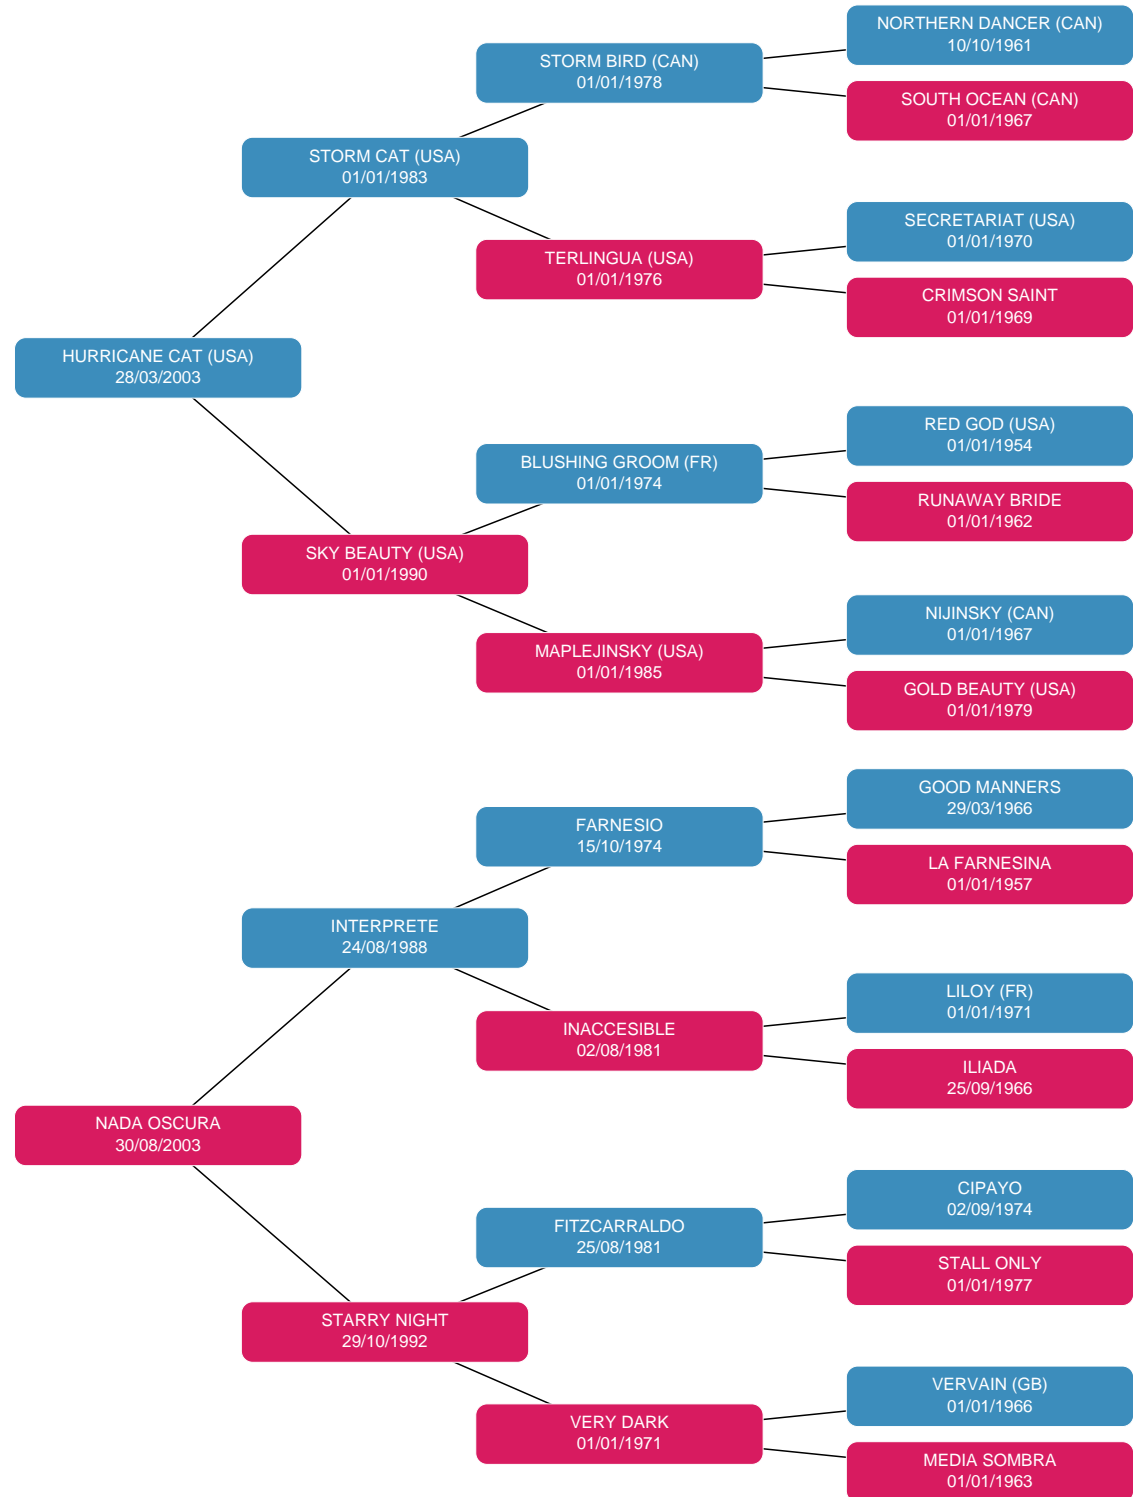 NORTHERN DANCER (CAN)
10/10/1961
STORM BIRD (CAN)
01/01/1978
SOUTH OCEAN (CAN)
01/01/1967
STORM CAT (USA)
01/01/1983
SECRETARIAT (USA)
01/01/1970
TERLINGUA (USA)
01/01/1976
CRIMSON SAINT
01/01/1969
HURRICANE CAT (USA)
28/03/2003
RED GOD (USA)
01/01/1954
BLUSHING GROOM (FR)
01/01/1974
RUNAWAY BRIDE
01/01/1962
SKY BEAUTY (USA)
01/01/1990
NIJINSKY (CAN)
01/01/1967
MAPLEJINSKY (USA)
01/01/1985
GOLD BEAUTY (USA)
01/01/1979
GOOD MANNERS
29/03/1966
FARNESIO
15/10/1974
LA FARNESINA
01/01/1957
INTERPRETE
24/08/1988
LILOY (FR)
01/01/1971
INACCESIBLE
02/08/1981
ILIADA
25/09/1966
NADA OSCURA
30/08/2003
CIPAYO
02/09/1974
FITZCARRALDO
25/08/1981
STALL ONLY
01/01/1977
STARRY NIGHT
29/10/1992
VERVAIN (GB)
01/01/1966
VERY DARK
01/01/1971
MEDIA SOMBRA
01/01/1963